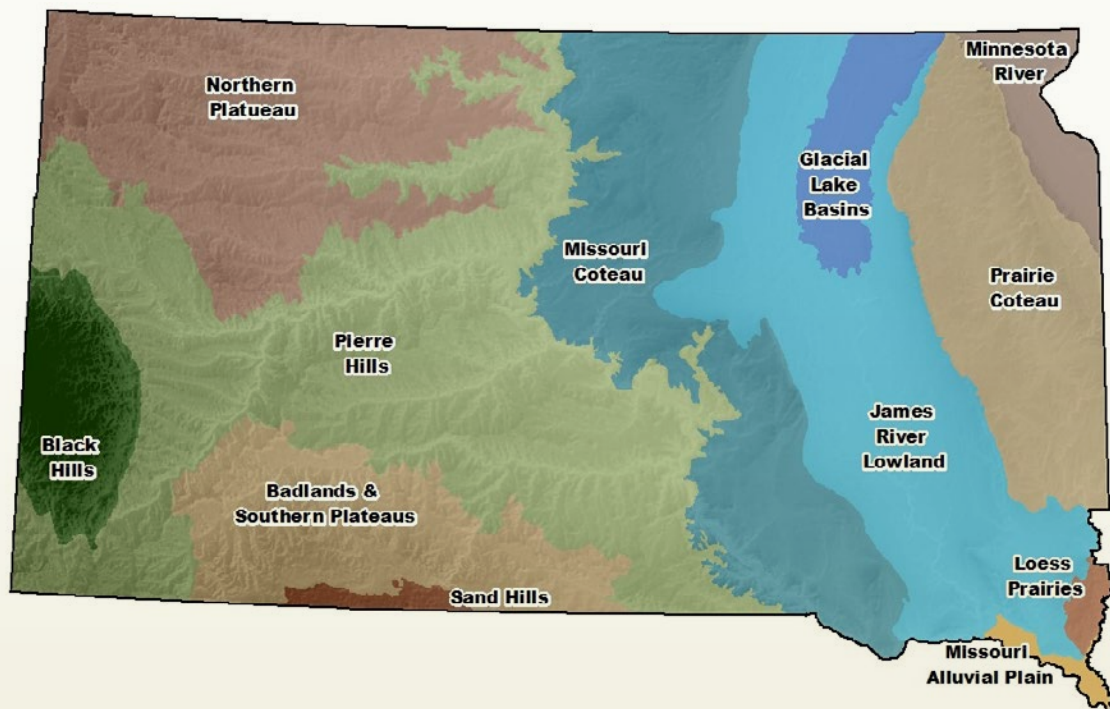 Northern
Platueau
Minnesota
River
Glacial
Lake
Basins
Missouri
Coteau
Prairie
Coteau
Pierre
Hills
James
River
Lowland
Black
Hills
Badlands &
Southern Plateaus
Loess
Prairies
Sand Hills
Missouri
Alluvial Plain